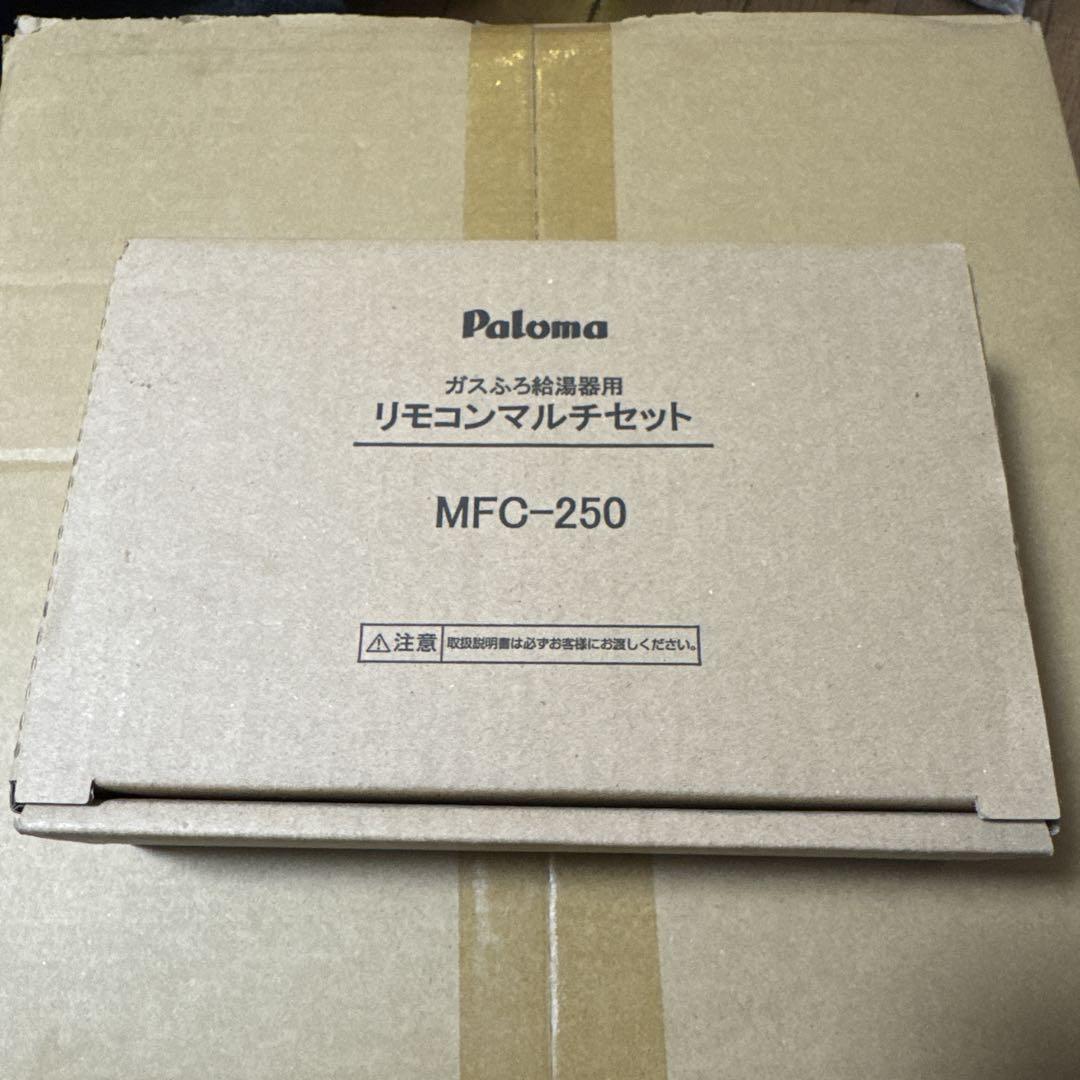 Paloma
ガスふろ給湯器用
リモコンマルチセット
MFC-250
⚠注意 取扱説明書は必ずお客様にお渡しください。